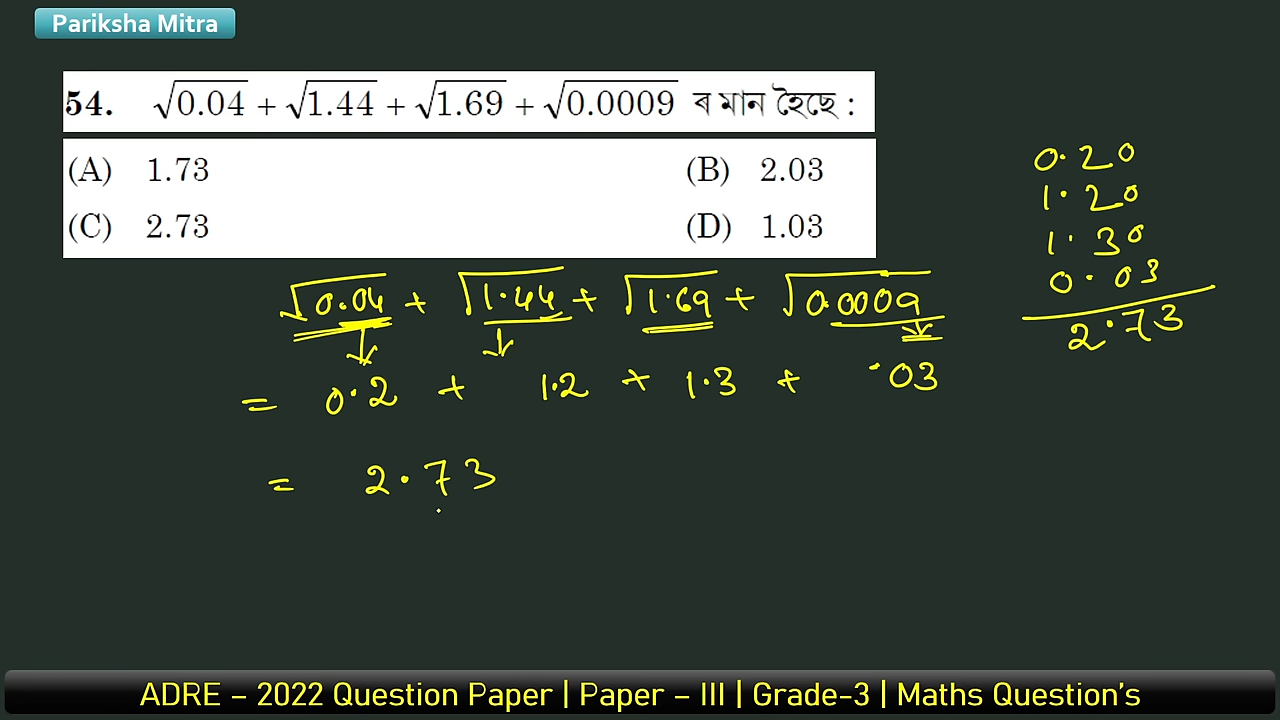 Pariksha Mitra
54. √0.04 + √1.44 + √1.69 + √0.0009 ৰ মান হৈছে :
(A) 1.73 (B) 2.03
(C) 2.73 (D) 1.03
0.20
1.20
1.30
0.03
2.73
√0.04 + √1.44 + √1.69 + √0.0009
= 0.2 + 1.2 + 1.3 + .03
= 2.73
ADRE – 2022 Question Paper | Paper – III | Grade-3 | Maths Question's